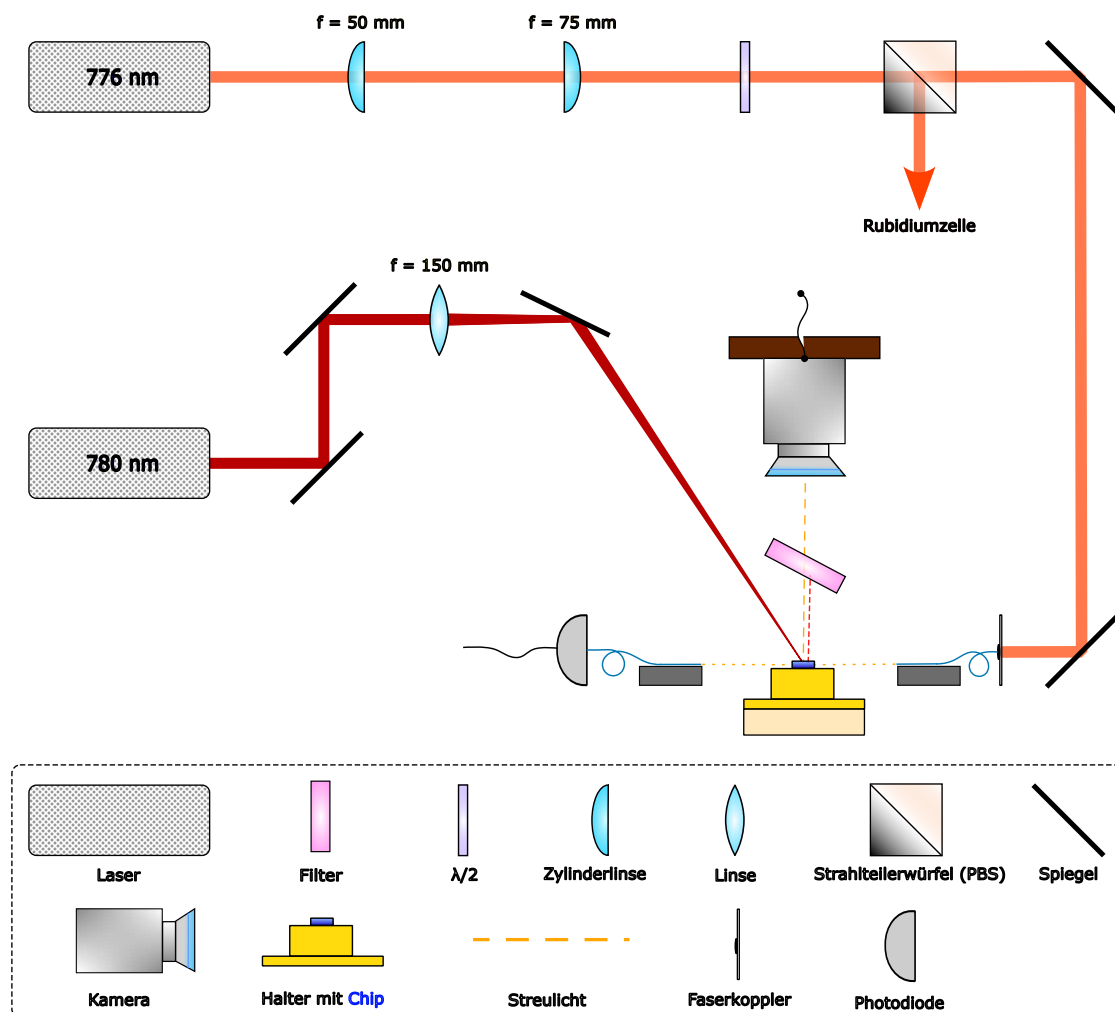 f = 50 mm
f = 75 mm
776 nm
Rubidiumzelle
f = 150 mm
780 nm
Laser
Filter
λ/2
Zylinderlinse
Linse
Strahlteilerwürfel (PBS)
Spiegel
Kamera
Halter mit Chip
Streulicht
Faserkoppler
Photodiode